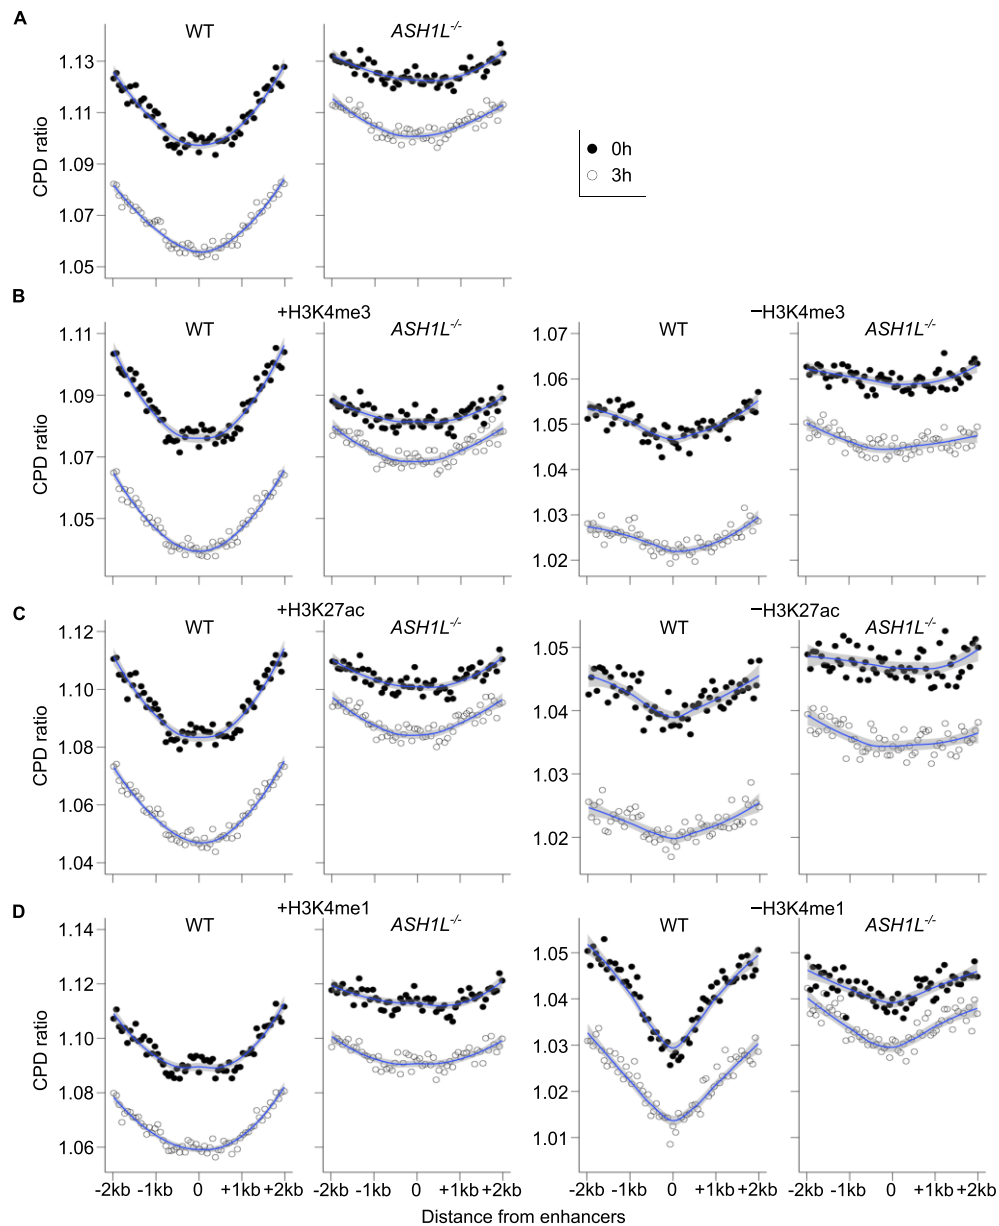 A
WT
ASH1L-/-
CPD ratio
1.13
1.11
1.09
1.07
1.05
0h
3h
B
+H3K4me3
−H3K4me3
WT
ASH1L-/-
WT
ASH1L-/-
CPD ratio
1.11
1.09
1.07
1.05
1.07
1.06
1.05
1.04
1.03
1.02
C
+H3K27ac
−H3K27ac
WT
ASH1L-/-
WT
ASH1L-/-
CPD ratio
1.12
1.10
1.08
1.06
1.04
1.05
1.04
1.03
1.02
D
+H3K4me1
−H3K4me1
WT
ASH1L-/-
WT
ASH1L-/-
CPD ratio
1.14
1.12
1.10
1.08
1.06
1.05
1.04
1.03
1.02
1.01
-2kb -1kb 0 +1kb +2kb -2kb -1kb 0 +1kb +2kb -2kb -1kb 0 +1kb +2kb -2kb -1kb 0 +1kb +2kb
Distance from enhancers